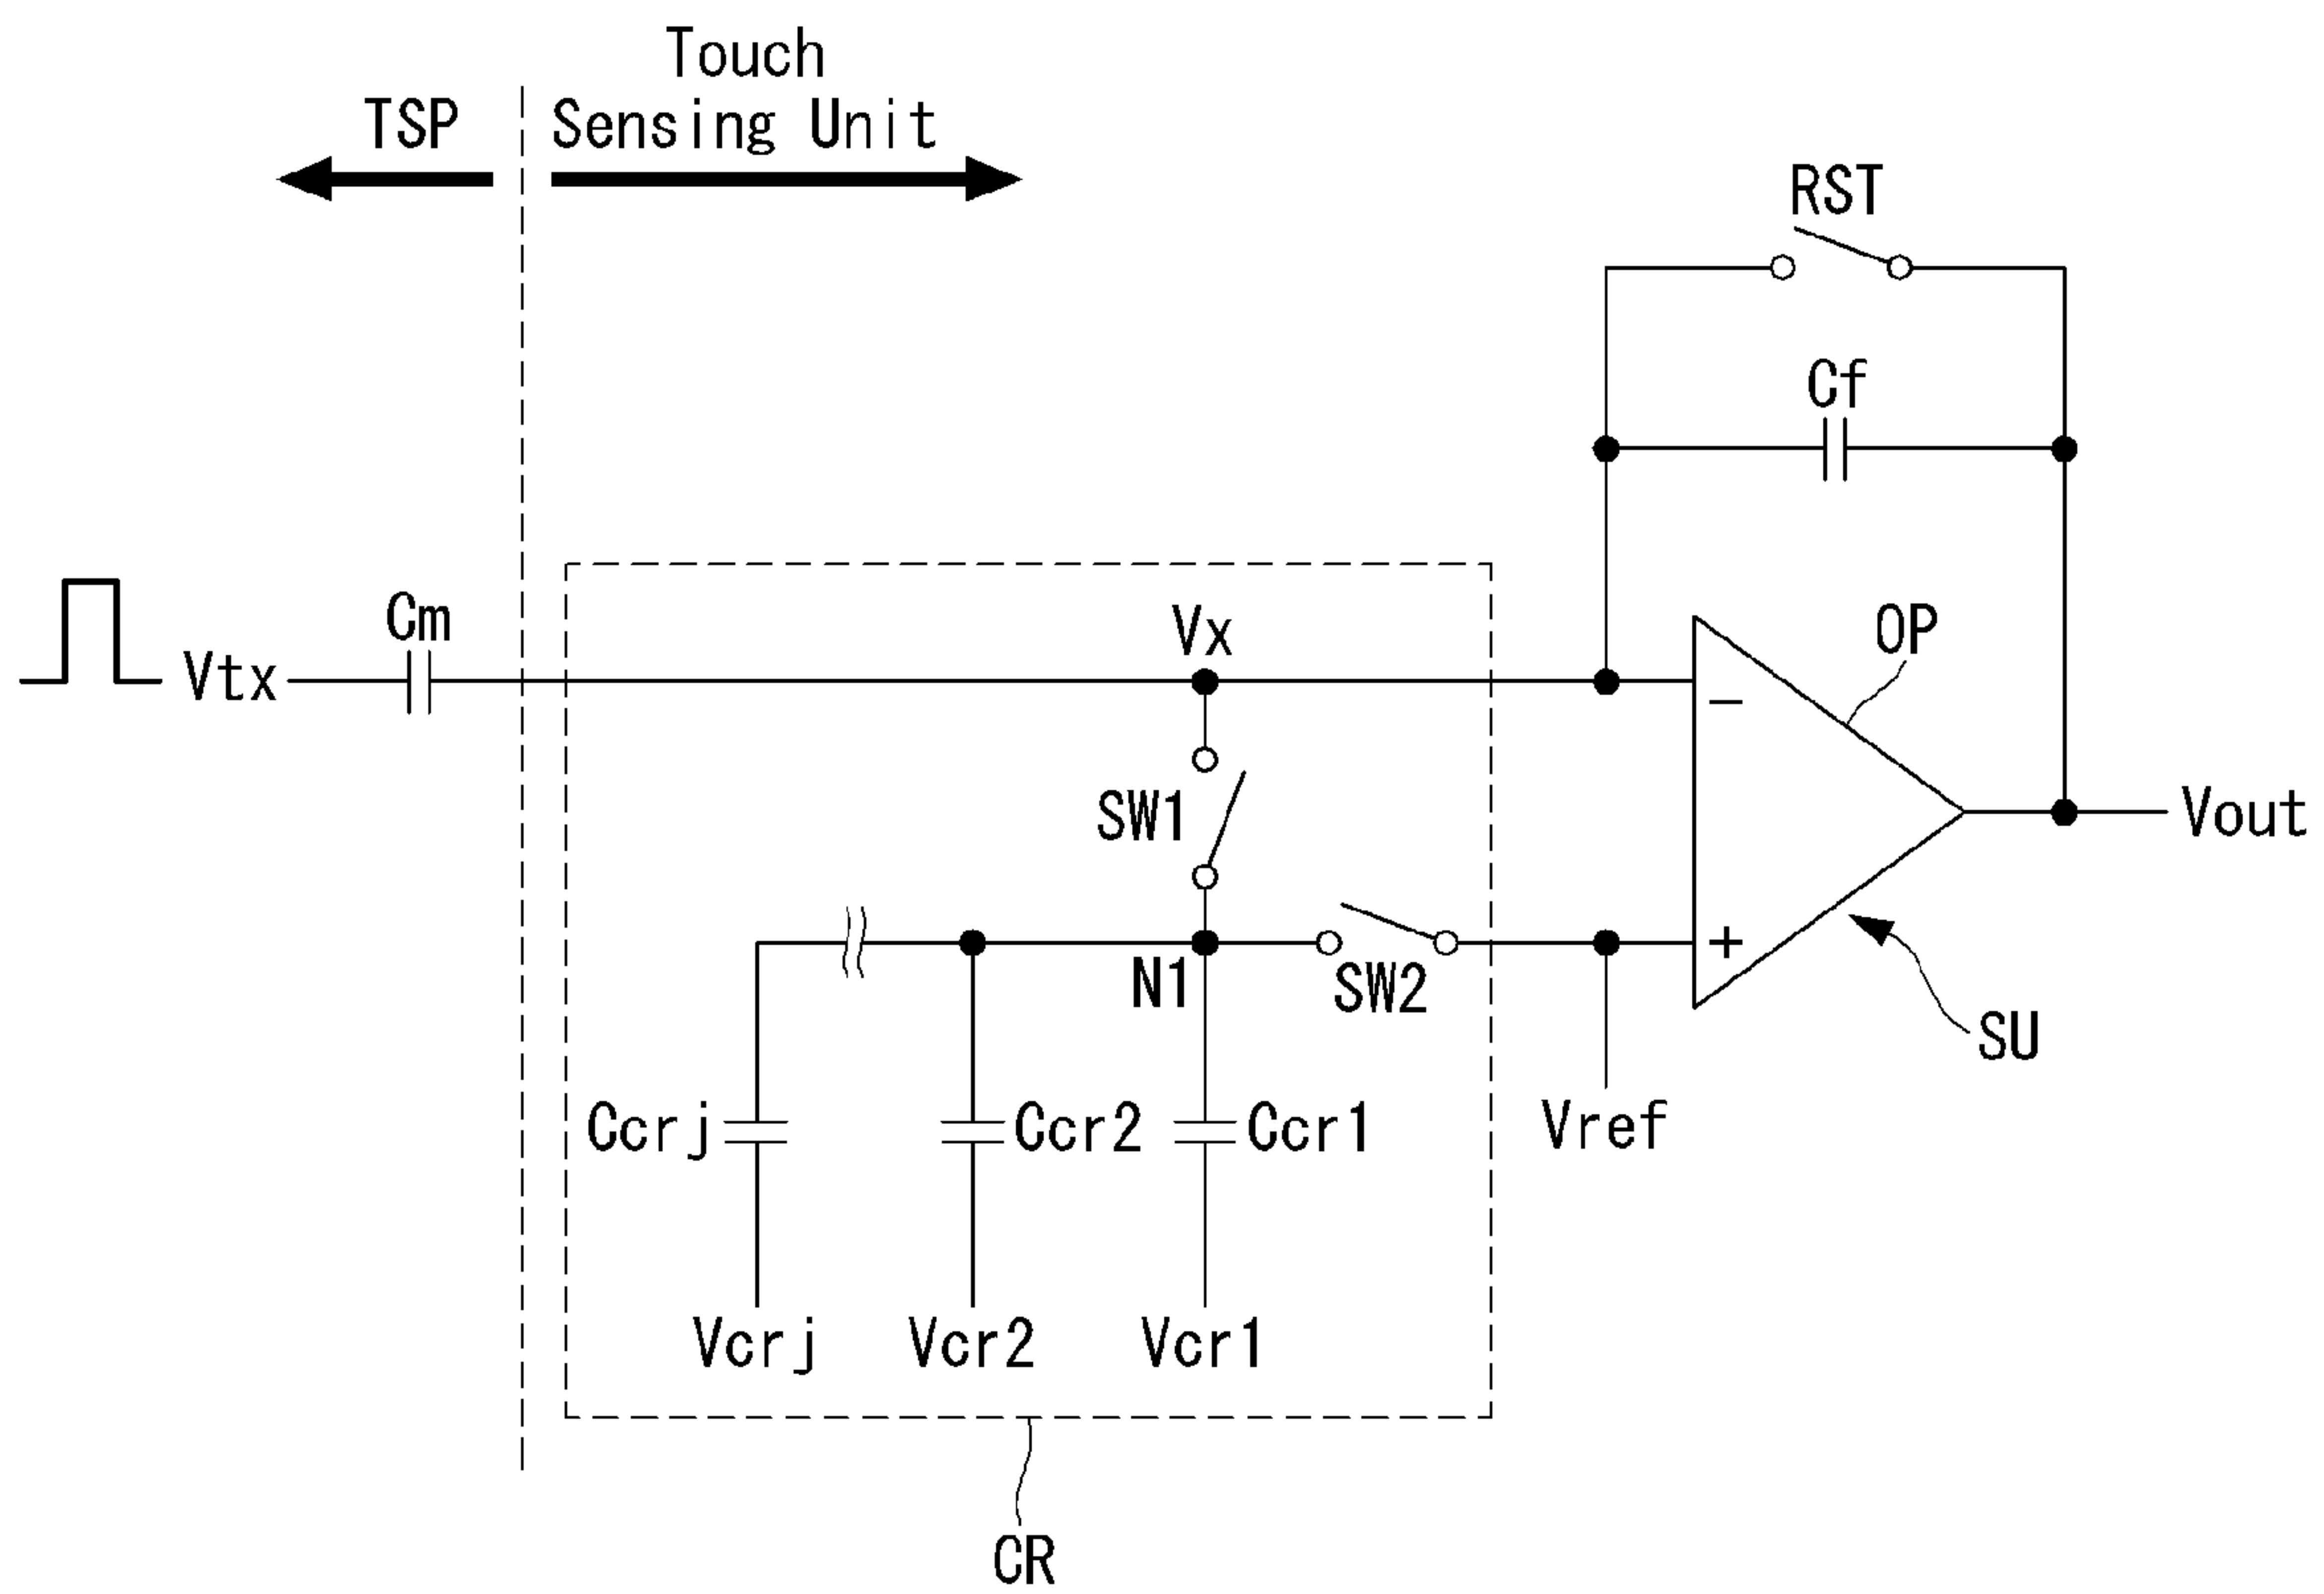 Touch
TSP Sensing Unit
RST
Cf
Cm
Vx
OP
Vtx
−
SW1
Vout
+
N1
SW2
SU
Ccrj Ccr2 Ccr1 Vref
Vcrj Vcr2 Vcr1
CR